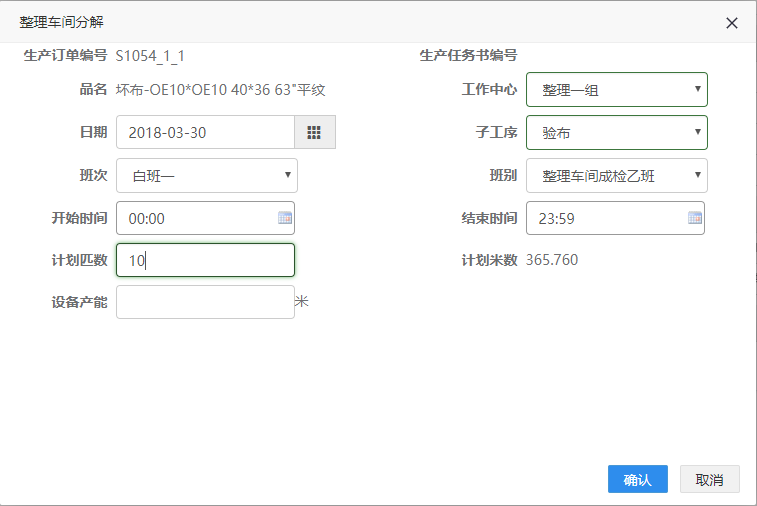 整理车间分解
生产订单编号 S1054_1_1 生产任务书编号
品名 坏布-OE10*OE10 40*36 63"平纹 工作中心 整理一组
日期 2018-03-30 子工序 验布
班次 白班一 班别 整理车间成检乙班
开始时间 00:00 结束时间 23:59
计划匹数 10 计划米数 365.760
设备产能 米
确认 取消